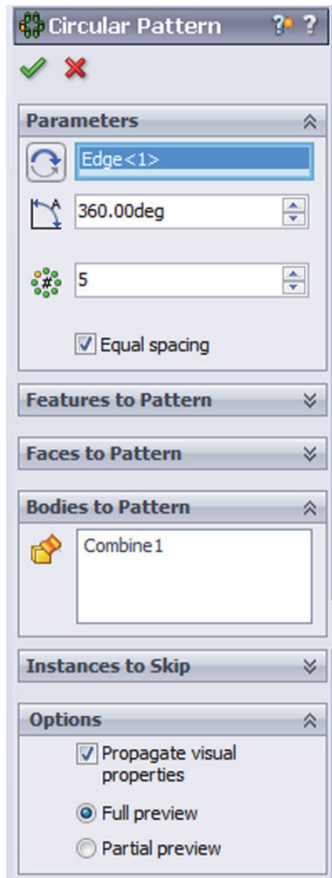 Circular Pattern ? ?
Parameters
Edge<1>
A
360.00deg
#
5
Equal spacing
Features to Pattern
Faces to Pattern
Bodies to Pattern
Combine1
Instances to Skip
Options
Propagate visual
properties
Full preview
Partial preview